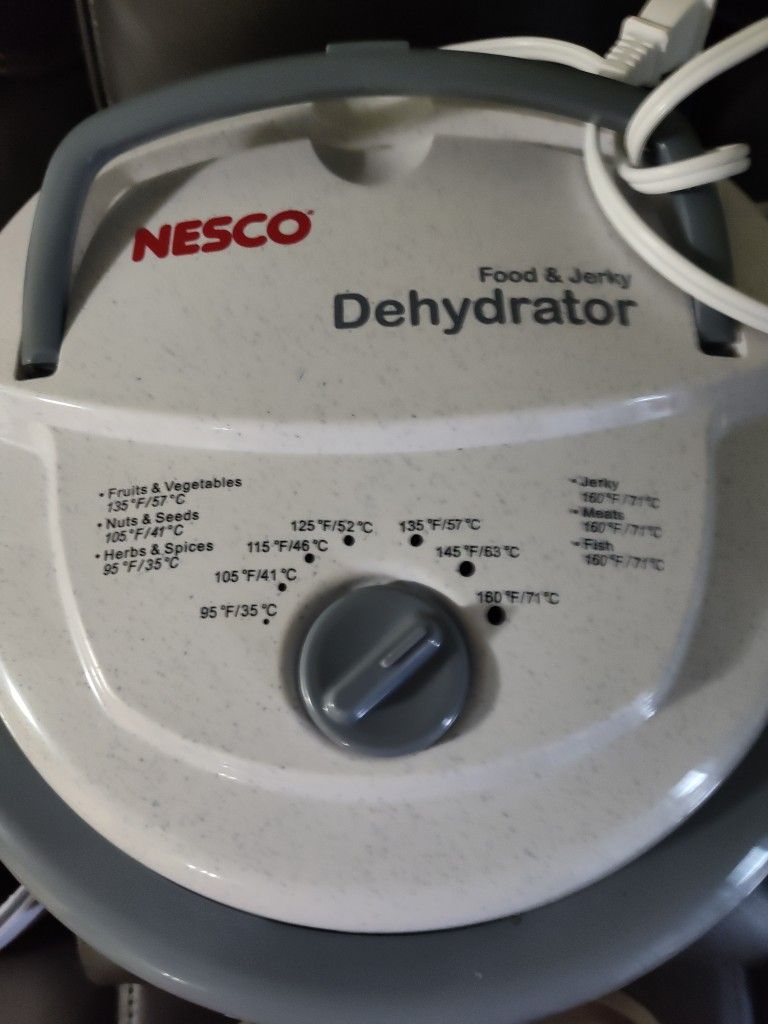 NESCO
Food & Jerky
Dehydrator
• Fruits & Vegetables
135°F/57°C
• Nuts & Seeds
105°F/41°C
• Herbs & Spices
95°F/35°C
95°F/35°C
105°F/41°C
115°F/46°C
125°F/52°C
135°F/57°C
145°F/63°C
160°F/71°C
• Jerky
160°F/71°C
• Meats
160°F/71°C
• Fish
160°F/71°C